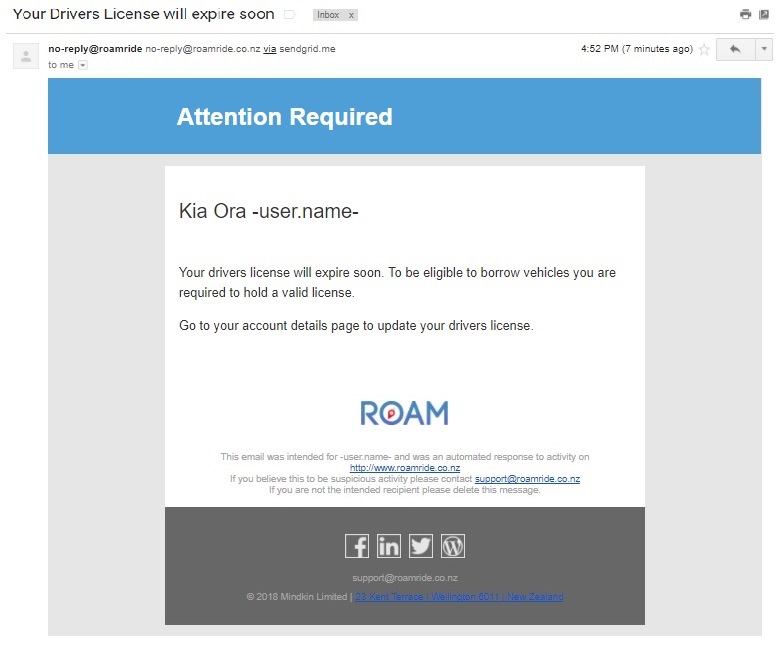 Your Drivers License will expire soon
Inbox x
no-reply@roamride no-reply@roamride.co.nz via sendgrid.me
4:52 PM (7 minutes ago)
to me
Attention Required
Kia Ora -user.name-
Your drivers license will expire soon. To be eligible to borrow vehicles you are
required to hold a valid license.
Go to your account details page to update your drivers license.
ROAM
This email was intended for -user.name- and was an automated response to activity on
http://www.roamride.co.nz
If you believe this to be suspicious activity please contact support@roamride.co.nz
If you are not the intended recipient please delete this message.
support@roamride.co.nz
© 2018 Mindkin Limited | 23 Kent Terrace | Wellington 6011 | New Zealand